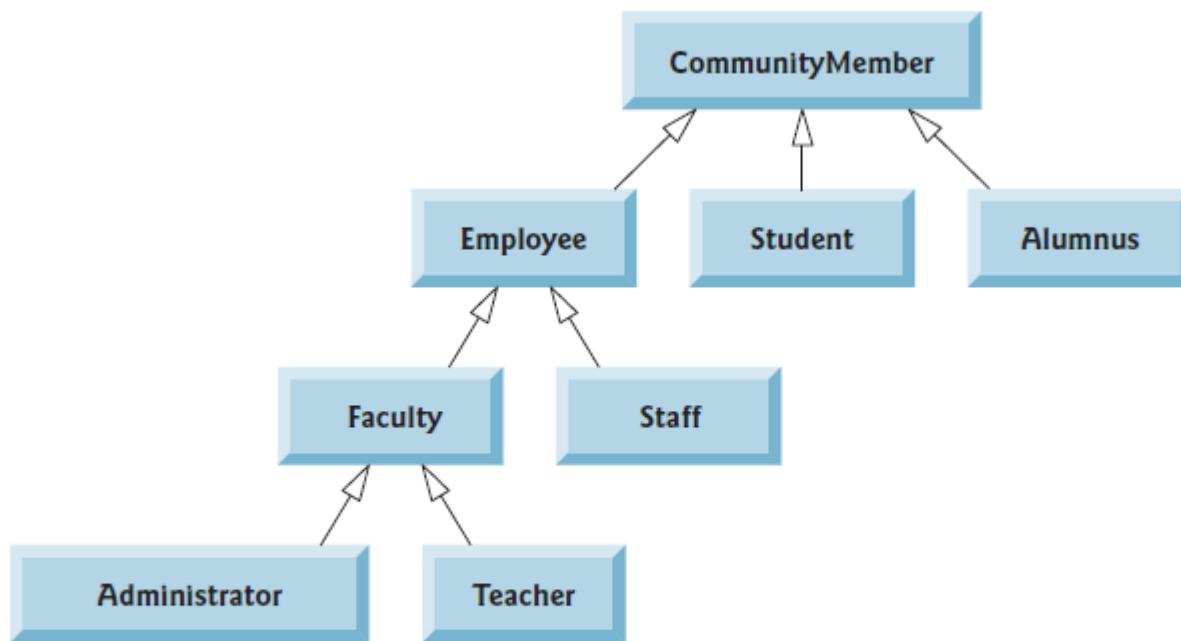 CommunityMember
Employee
Student
Alumnus
Faculty
Staff
Administrator
Teacher